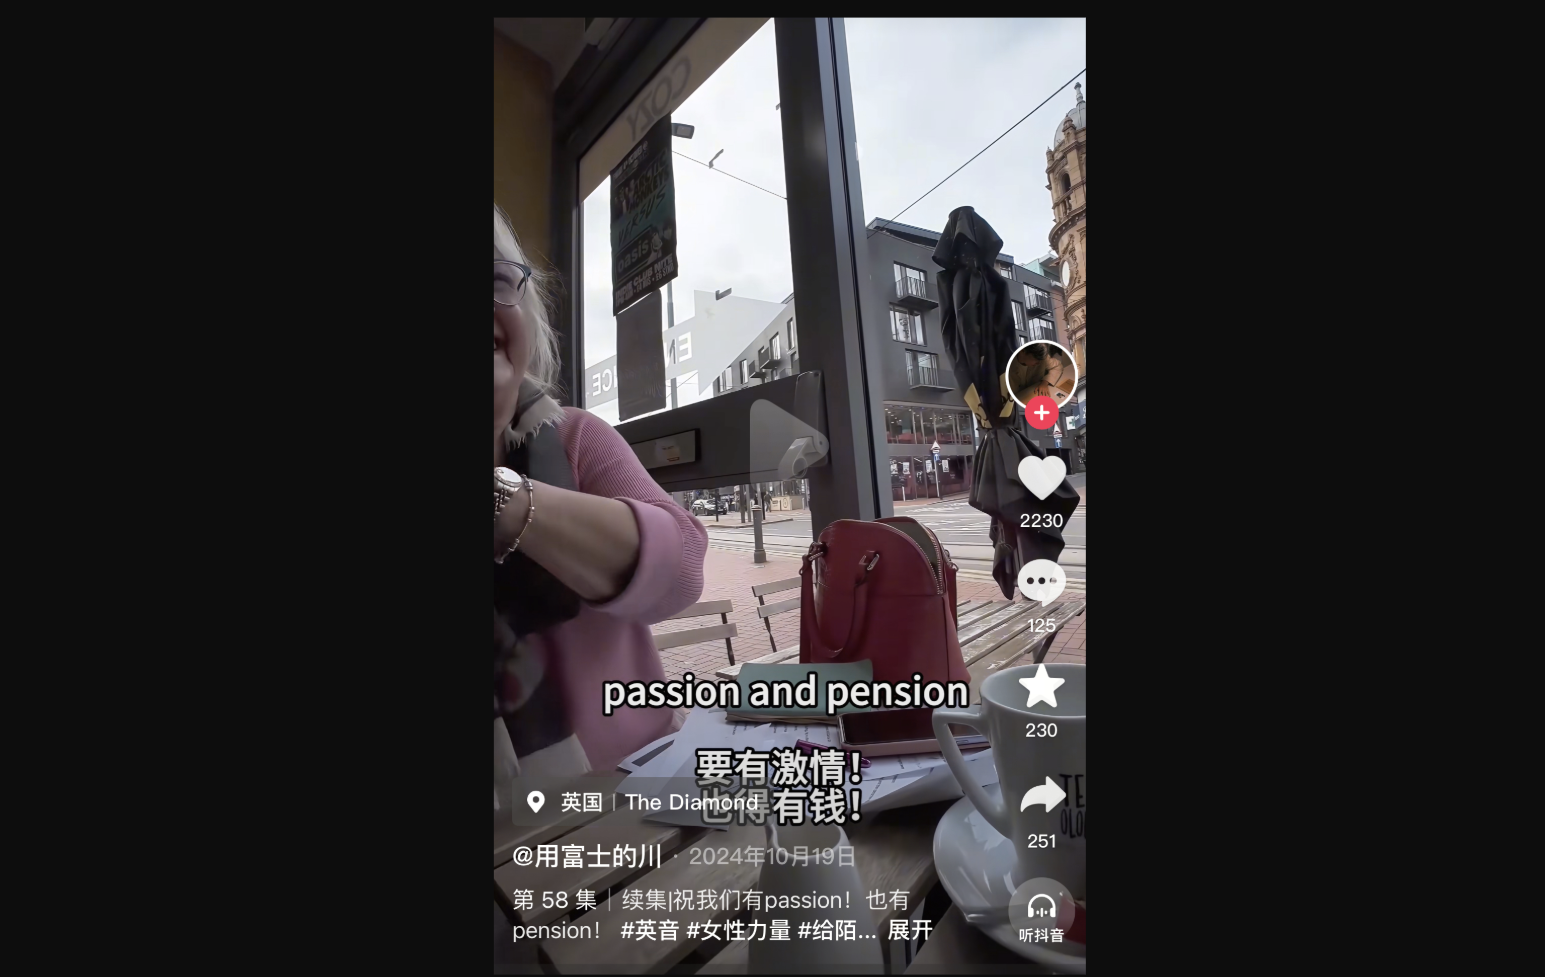 COZY
VERSUS
oasis
passion and pension
要有激情！
也得有钱！
英国 | The Diamond
@用富士的川 · 2024年10月19日
第 58 集 | 续集|祝我们有passion！也有
pension！ #英音 #女性力量 #给陌... 展开
2230
125
230
251
听抖音